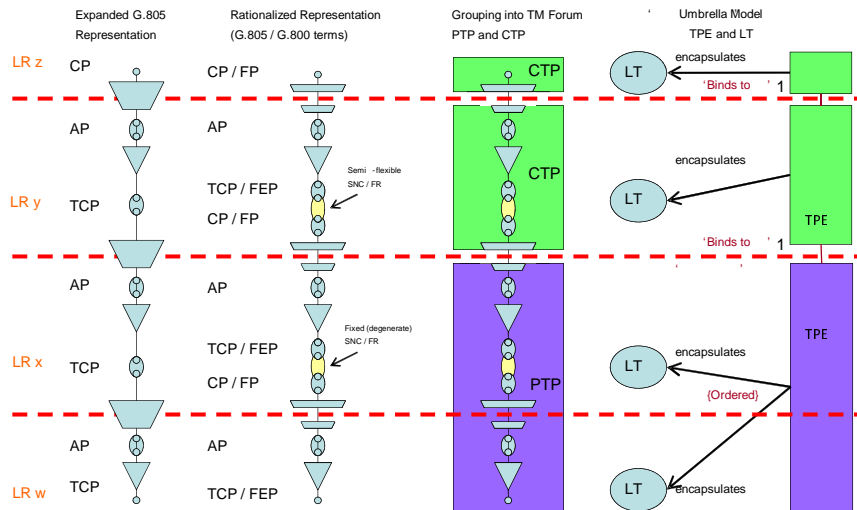 Expanded G.805
Representation
Rationalized Representation
(G.805 / G.800 terms)
Grouping into TM Forum
PTP and CTP
‘ Umbrella Model
TPE and LT
LR z
CP
CP / FP
CTP
LT
encapsulates
‘Binds to ’ 1
AP
AP
CTP
encapsulates
LR y
TCP
TCP / FEP
CP / FP
Semi -flexible
SNC / FR
LT
TPE
‘Binds to ’ 1
‘ ’
AP
AP
TPE
LR x
TCP
TCP / FEP
CP / FP
Fixed (degenerate)
SNC / FR
PTP
LT
encapsulates
{Ordered}
AP
AP
LR w
TCP
TCP / FEP
LT
encapsulates